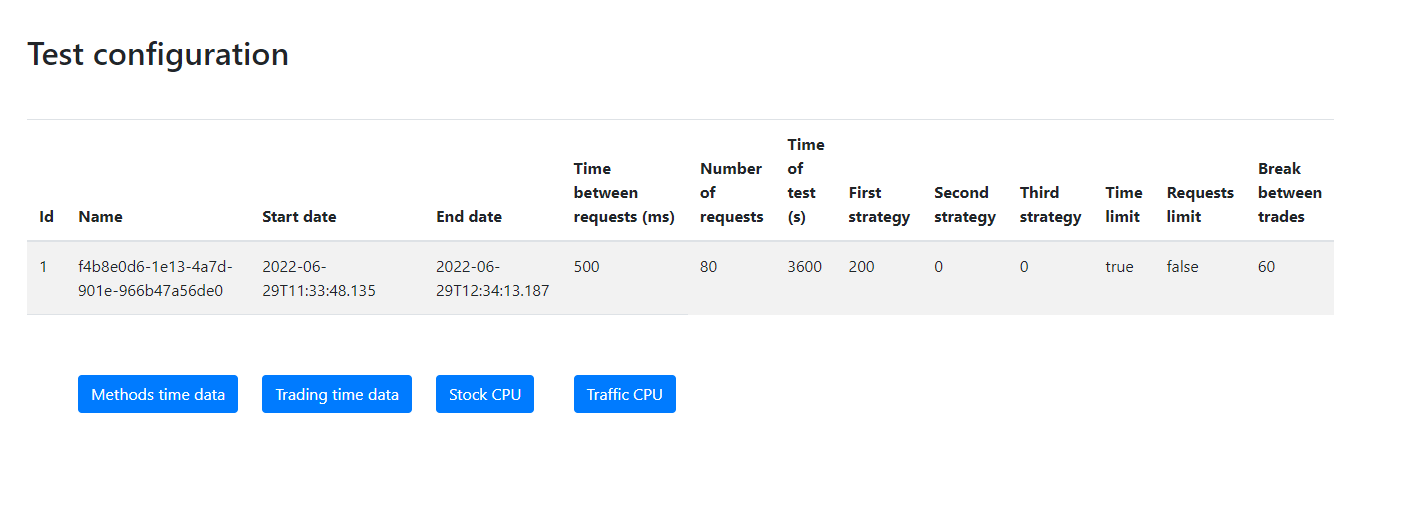 Test configuration
Time
Time of Break
between Number of test First Second Third Time Requests between
Id Name Start date End date requests (ms) requests (s) strategy strategy strategy limit limit trades
1 f4b8e0d6-1e13-4a7d- 2022-06- 2022-06- 500 80 3600 200 0 0 true false 60
901e-966b47a56de0 29T11:33:48.135 29T12:34:13.187
Methods time data Trading time data Stock CPU Traffic CPU